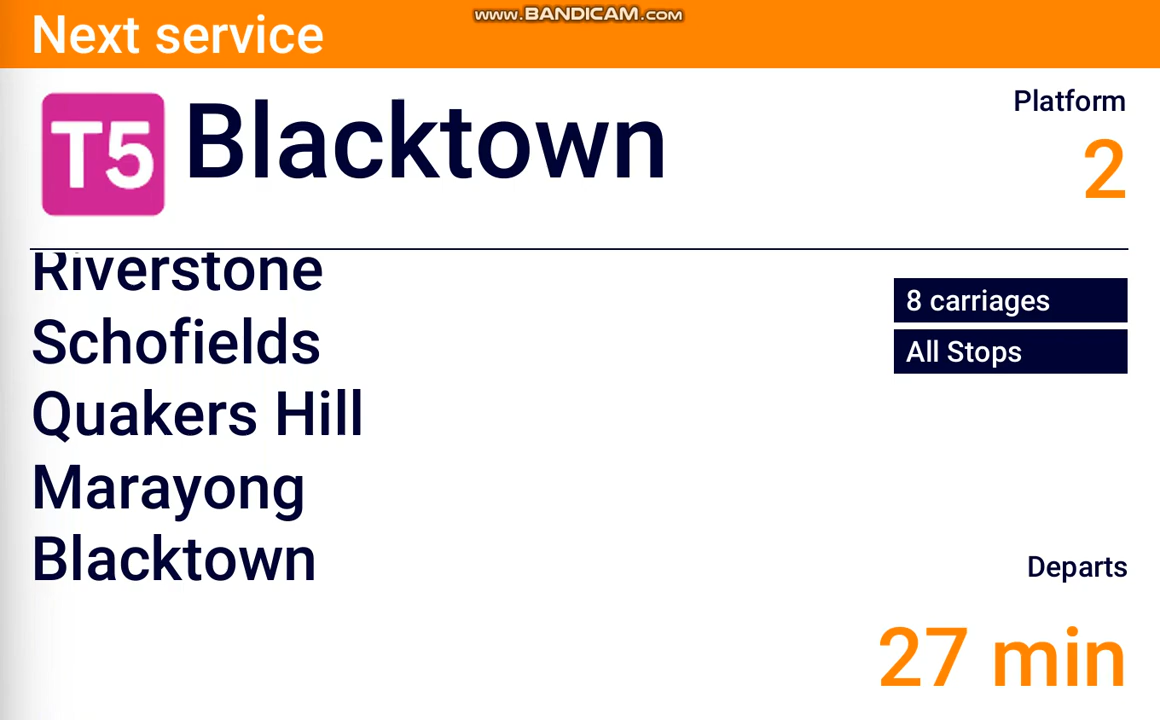 www.BANDICAM.com
Next service
T5 Blacktown
Platform
2
Riverstone
Schofields
Quakers Hill
Marayong
Blacktown
8 carriages
All Stops
Departs
27 min